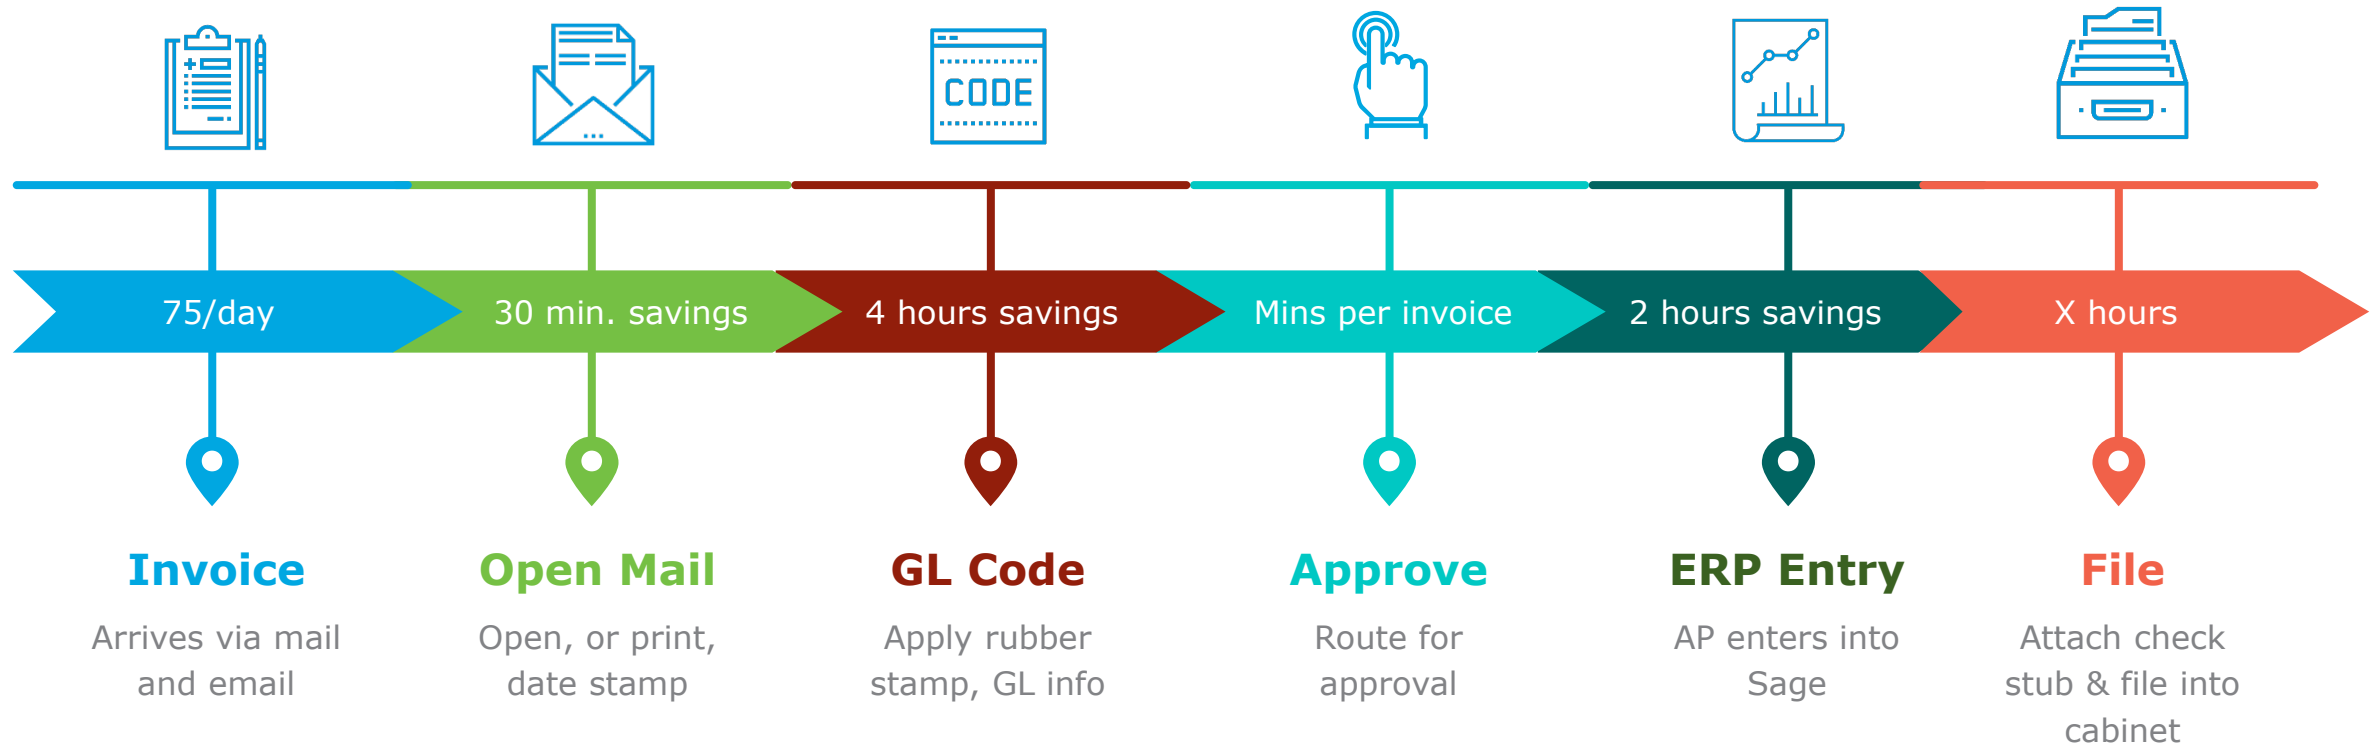 CODE
75/day
30 min. savings
4 hours savings
Mins per invoice
2 hours savings
X hours
Invoice
Arrives via mail
and email
Open Mail
Open, or print,
date stamp
GL Code
Apply rubber
stamp, GL info
Approve
Route for
approval
ERP Entry
AP enters into
Sage
File
Attach check
stub & file into
cabinet